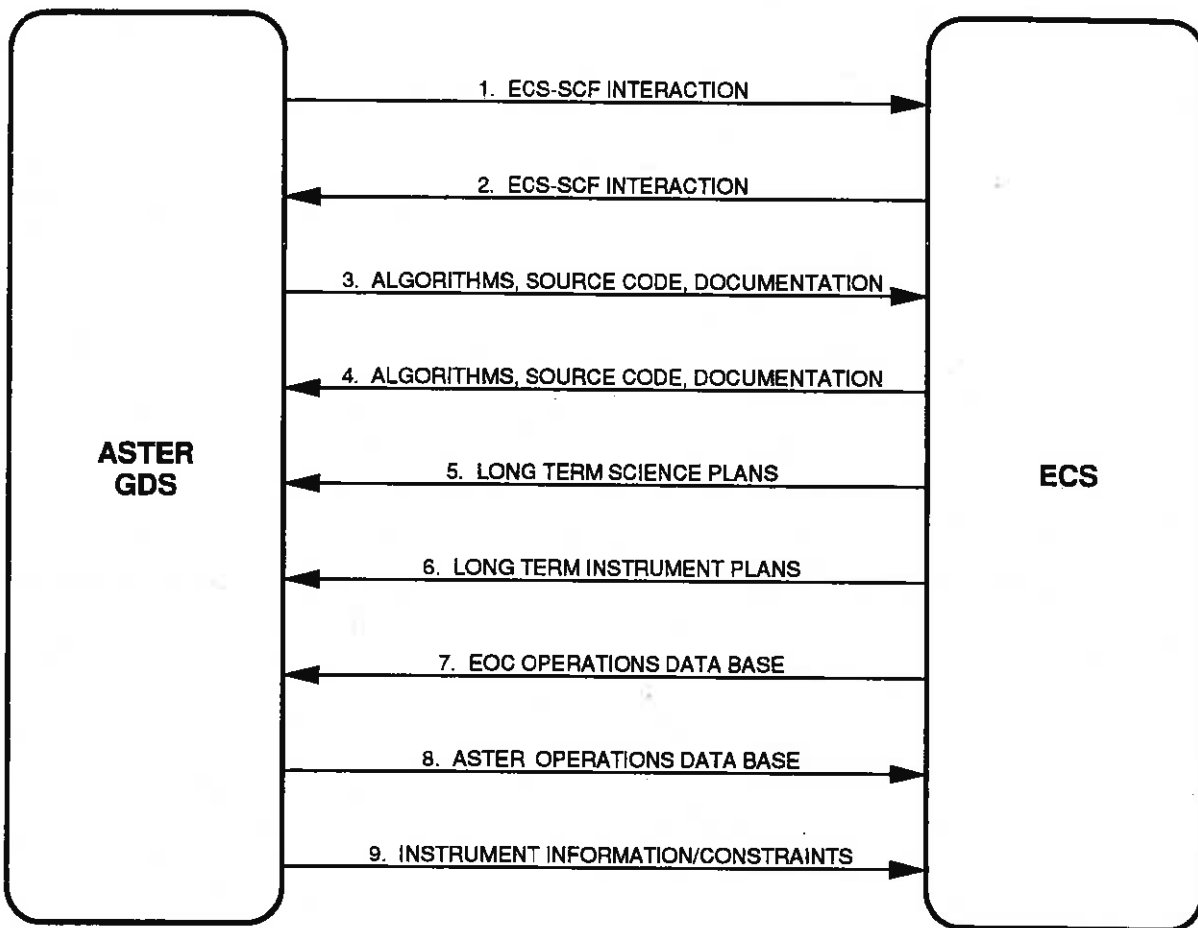 1. ECS-SCF INTERACTION
2. ECS-SCF INTERACTION
3. ALGORITHMS, SOURCE CODE, DOCUMENTATION
4. ALGORITHMS, SOURCE CODE, DOCUMENTATION
ASTER
GDS
5. LONG TERM SCIENCE PLANS
ECS
6. LONG TERM INSTRUMENT PLANS
7. EOC OPERATIONS DATA BASE
8. ASTER OPERATIONS DATA BASE
9. INSTRUMENT INFORMATION/CONSTRAINTS